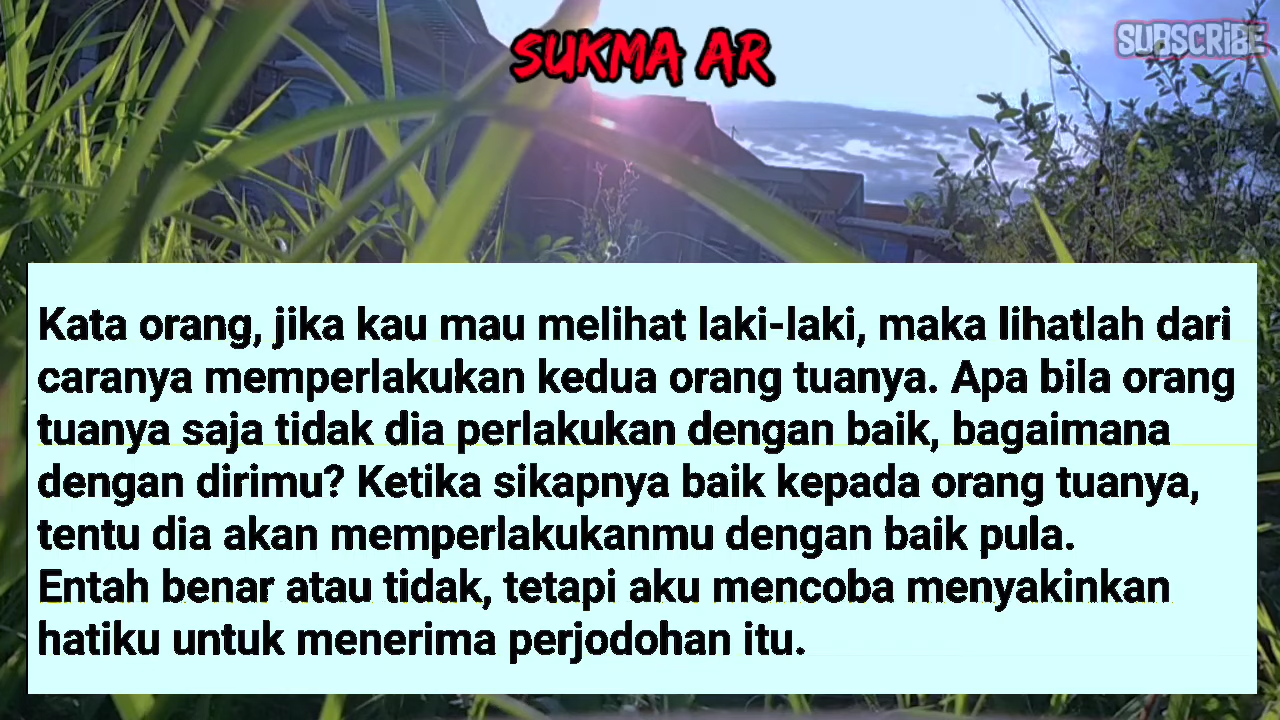 SUKMA AR
SUBSCRIBE
Kata orang, jika kau mau melihat laki-laki, maka lihatlah dari
caranya memperlakukan kedua orang tuanya. Apa bila orang
tuanya saja tidak dia perlakukan dengan baik, bagaimana
dengan dirimu? Ketika sikapnya baik kepada orang tuanya,
tentu dia akan memperlakukanmu dengan baik pula.
Entah benar atau tidak, tetapi aku mencoba menyakinkan
hatiku untuk menerima perjodohan itu.